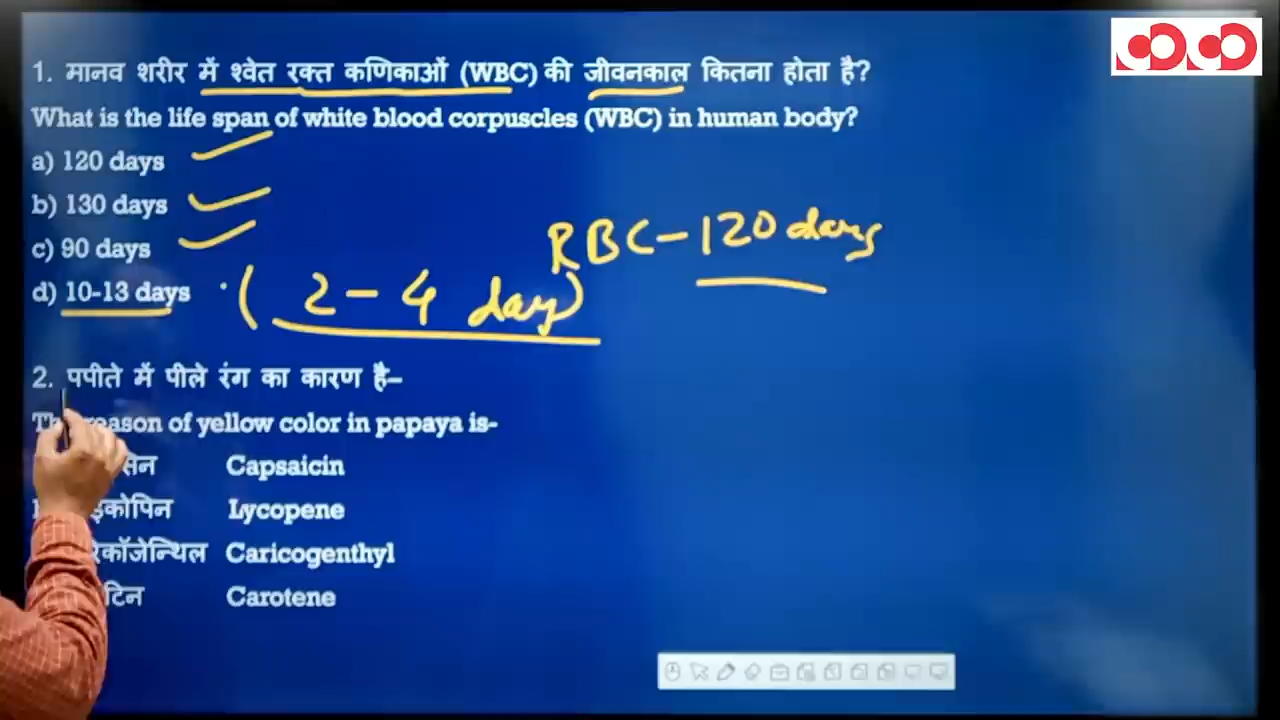 1. मानव शरीर में श्वेत रक्त कणिकाओं (WBC) की जीवनकाल कितना होता है?
What is the life span of white blood corpuscles (WBC) in human body?
a) 120 days
b) 130 days
c) 90 days
d) 10-13 days
(2-4 day)
RBC-120 days
2. पपीते में पीले रंग का कारण है–
reason of yellow color in papaya is-
Capsaicin
Lycopene
Caricogenthyl
Carotene